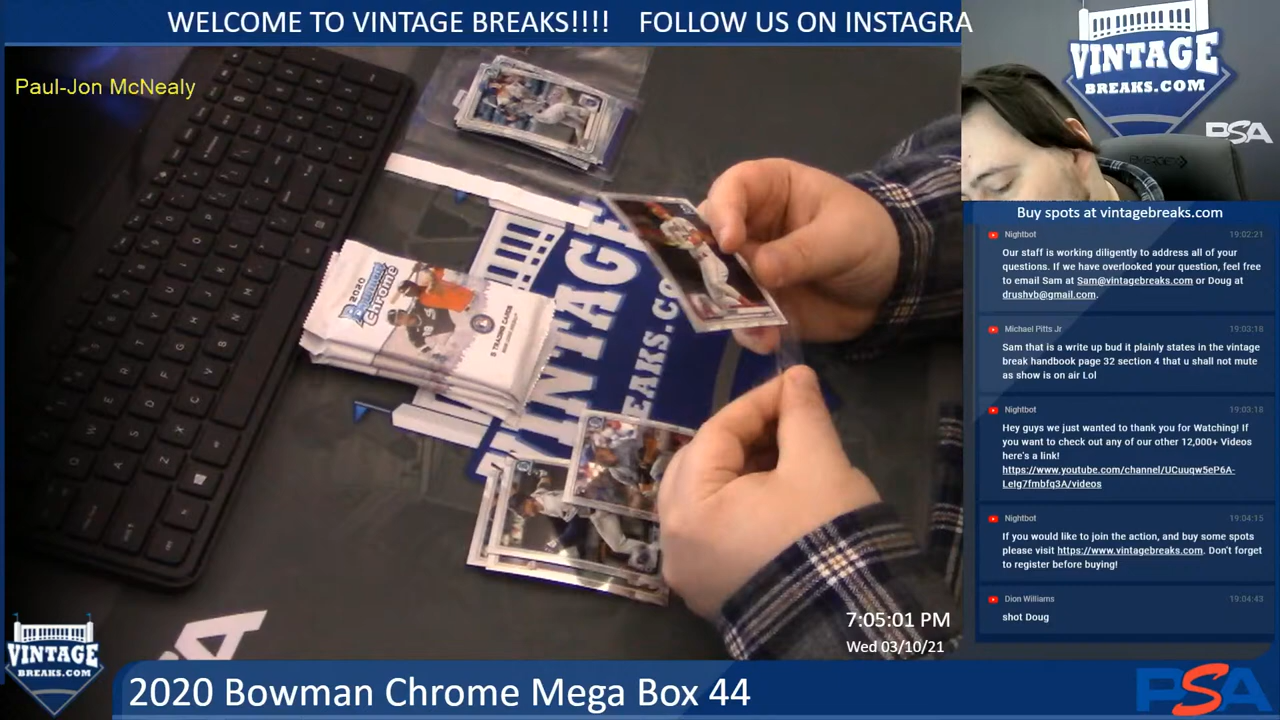 WELCOME TO VINTAGE BREAKS!!!! FOLLOW US ON INSTAGRA
Paul-Jon McNealy
VINTAGE
BREAKS.COM
PSA
Buy spots at vintagebreaks.com
Nightbot 19:02:21
Our staff is working diligently to address all of your
questions. If we have overlooked your question, feel free
to email Sam at Sam@vintagebreaks.com or Doug at
drushvb@gmail.com.
Michael Pitts Jr 19:03:18
Sam that is a write up bud it plainly states in the vintage
break handbook page 32 section 4 that u shall not mute
as show is on air Lol
Nightbot 19:03:18
Hey guys we just wanted to thank you for Watching! If
you want to check out any of our other 12,000+ Videos
here's a link!
https://www.youtube.com/channel/UCuuqw5eP6A-
LeIg7fmbfq3A/videos
Nightbot 19:04:15
If you would like to join the action, and buy some spots
please visit https://www.vintagebreaks.com. Don't forget
to register before buying!
Dion Williams 19:04:43
shot Doug
2020
Bowman
Chrome
5 TRADING CARDS
VINTAGE
EAKS.CO
7:05:01 PM
Wed 03/10/21
VINTAGE
BREAKS.COM
2020 Bowman Chrome Mega Box 44
PSA